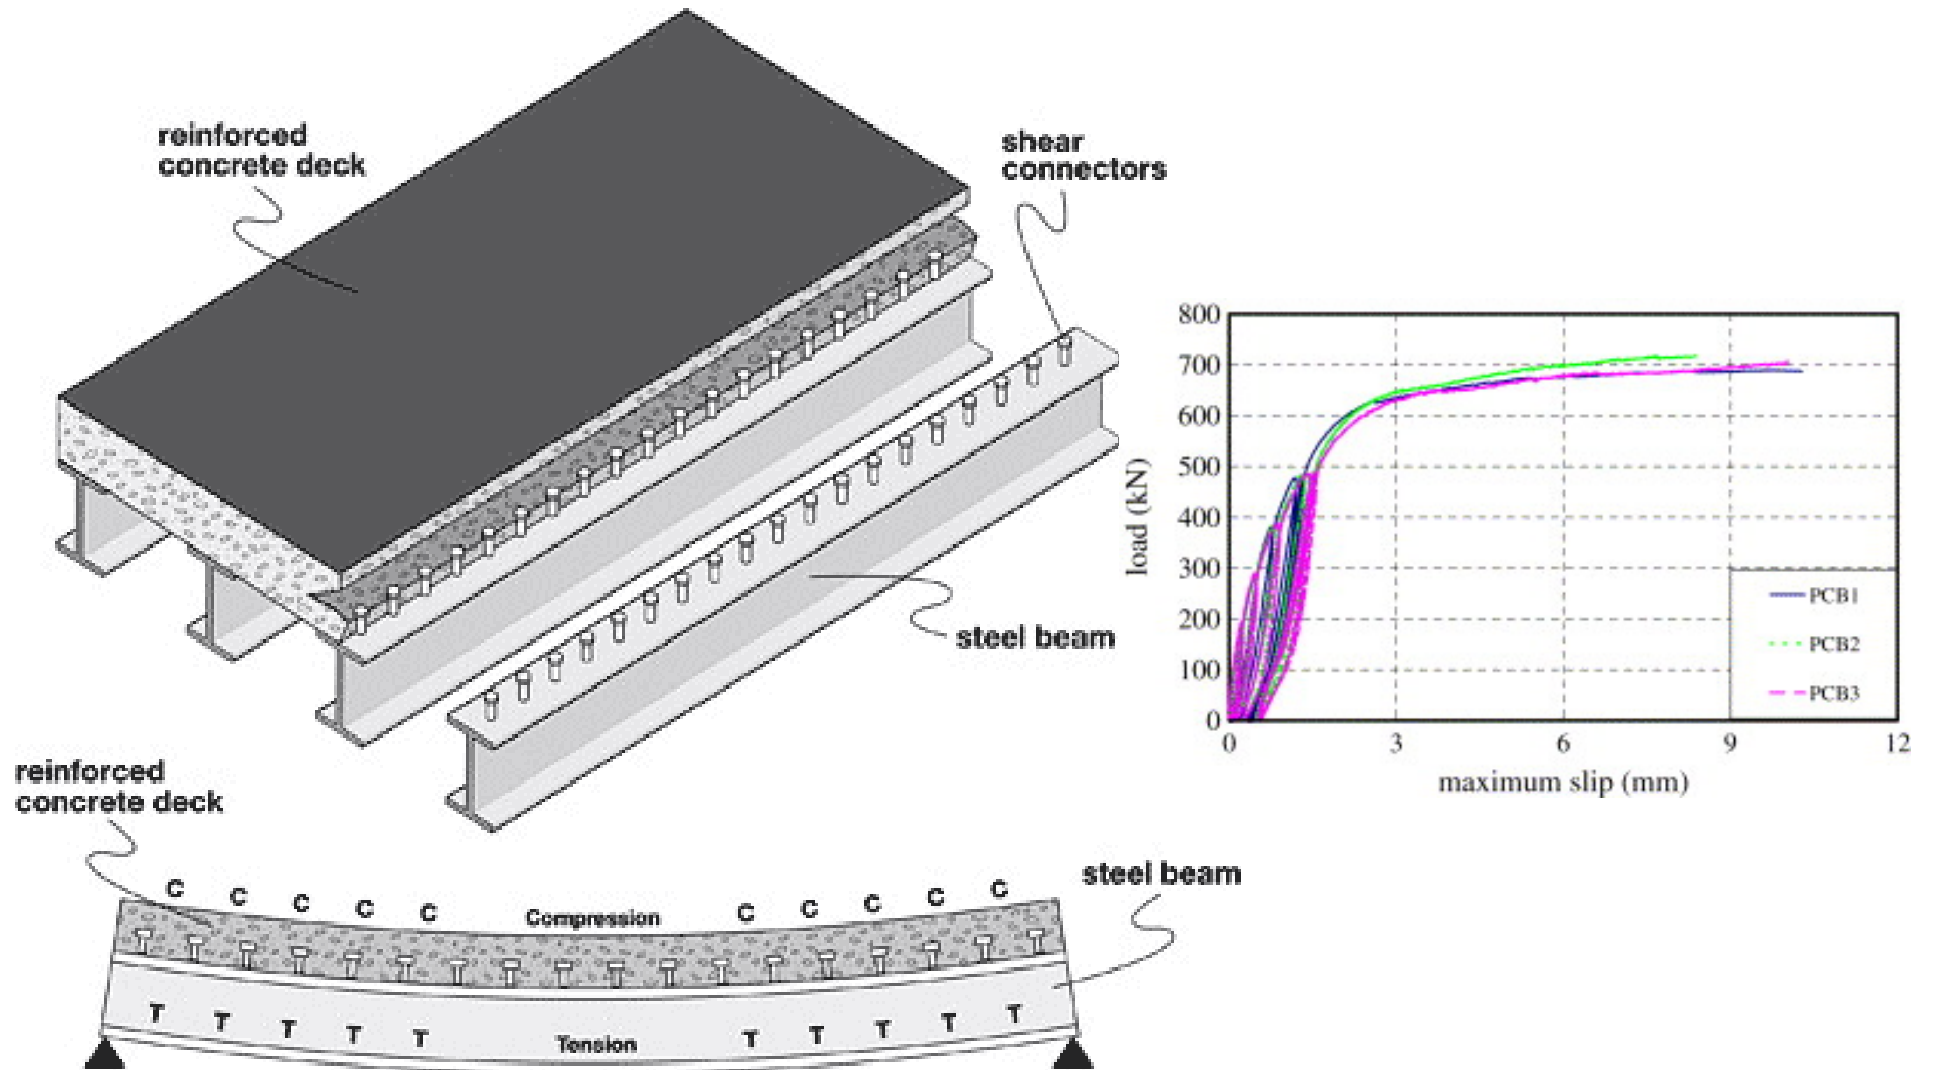 reinforced
concrete deck
shear
connectors
steel beam
reinforced
concrete deck
C C C C C Compression C C C C C
steel beam
T T T T T Tension T T T T T
800
700
600
500
400
300
200
100
0
load (kN)
PCB1
PCB2
PCB3
0 3 6 9 12
maximum slip (mm)